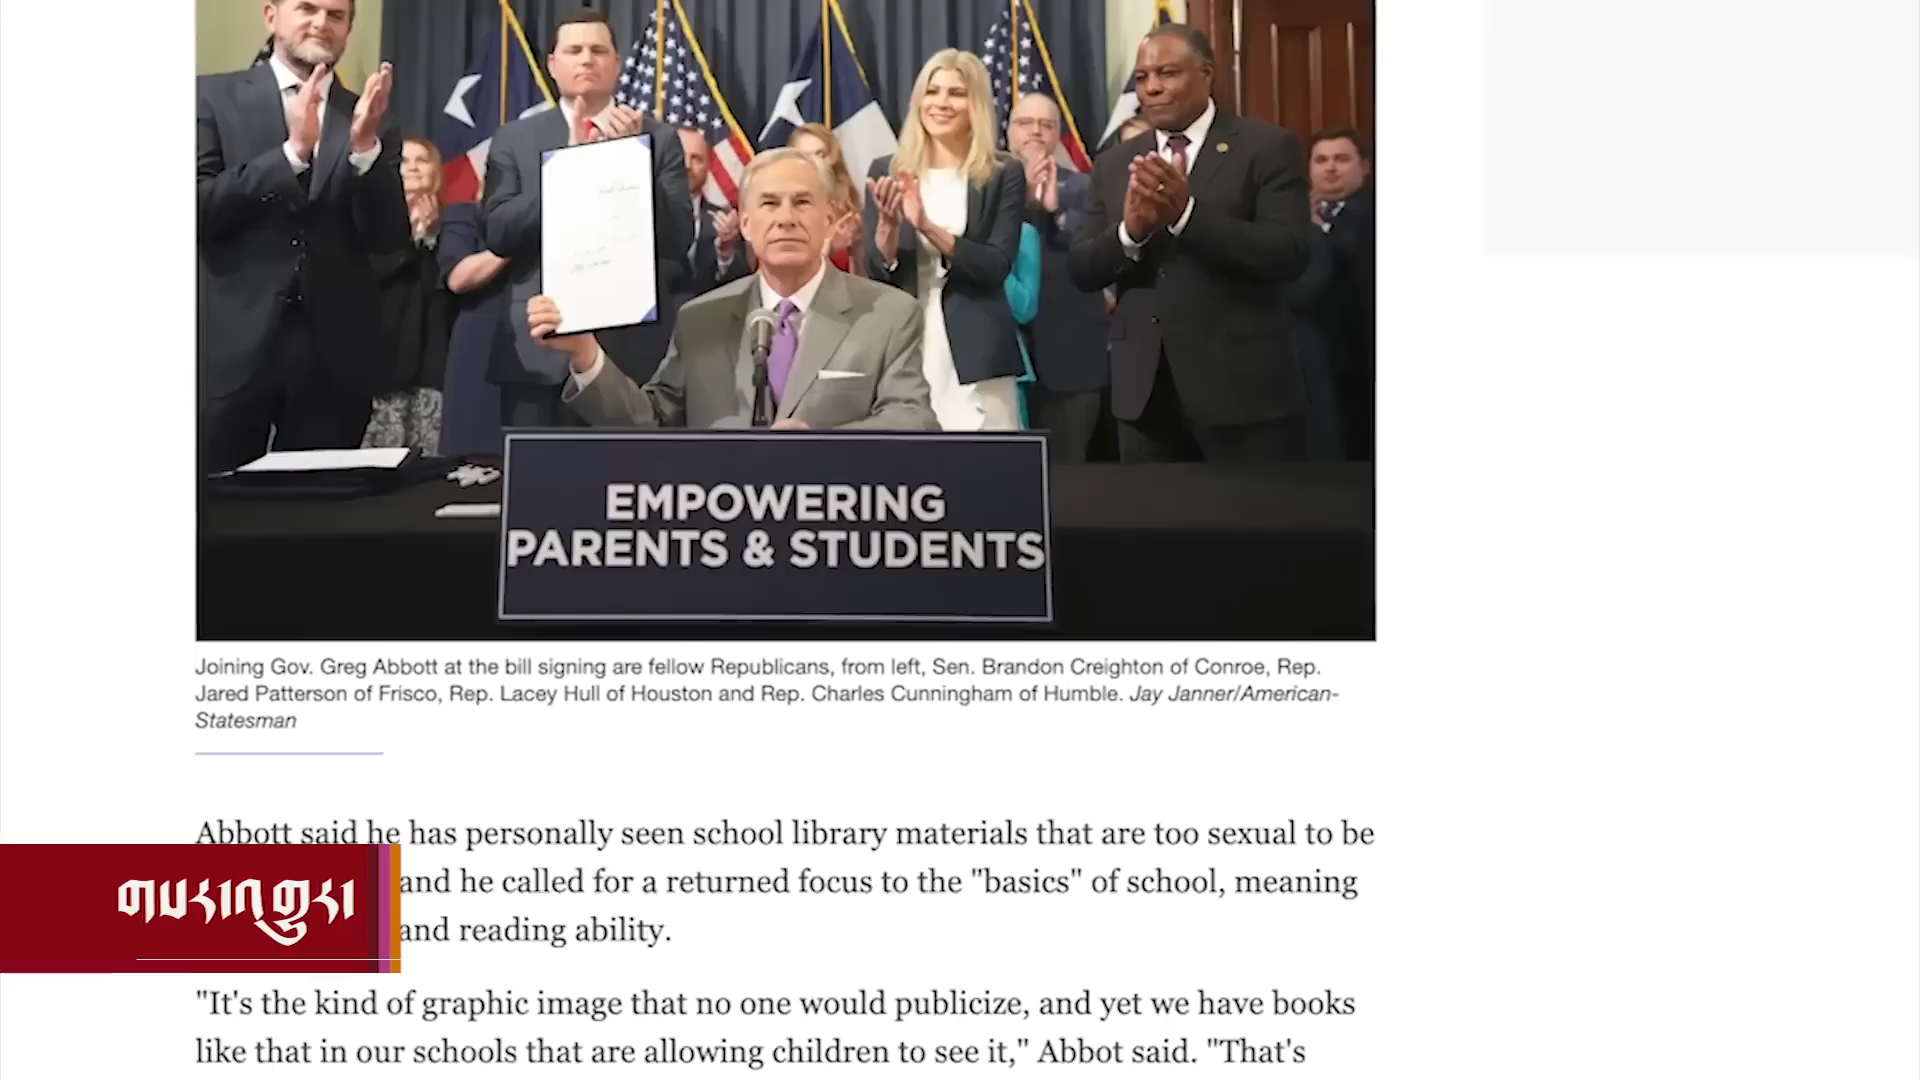 EMPOWERING
PARENTS & STUDENTS
Joining Gov. Greg Abbott at the bill signing are fellow Republicans, from left, Sen. Brandon Creighton of Conroe, Rep.
Jared Patterson of Frisco, Rep. Lacey Hull of Houston and Rep. Charles Cunningham of Humble. Jay Janner/American-
Statesman
Abbott said he has personally seen school library materials that are too sexual to be
and he called for a returned focus to the "basics" of school, meaning
and reading ability.
"It's the kind of graphic image that no one would publicize, and yet we have books
like that in our schools that are allowing children to see it," Abbot said. "That's